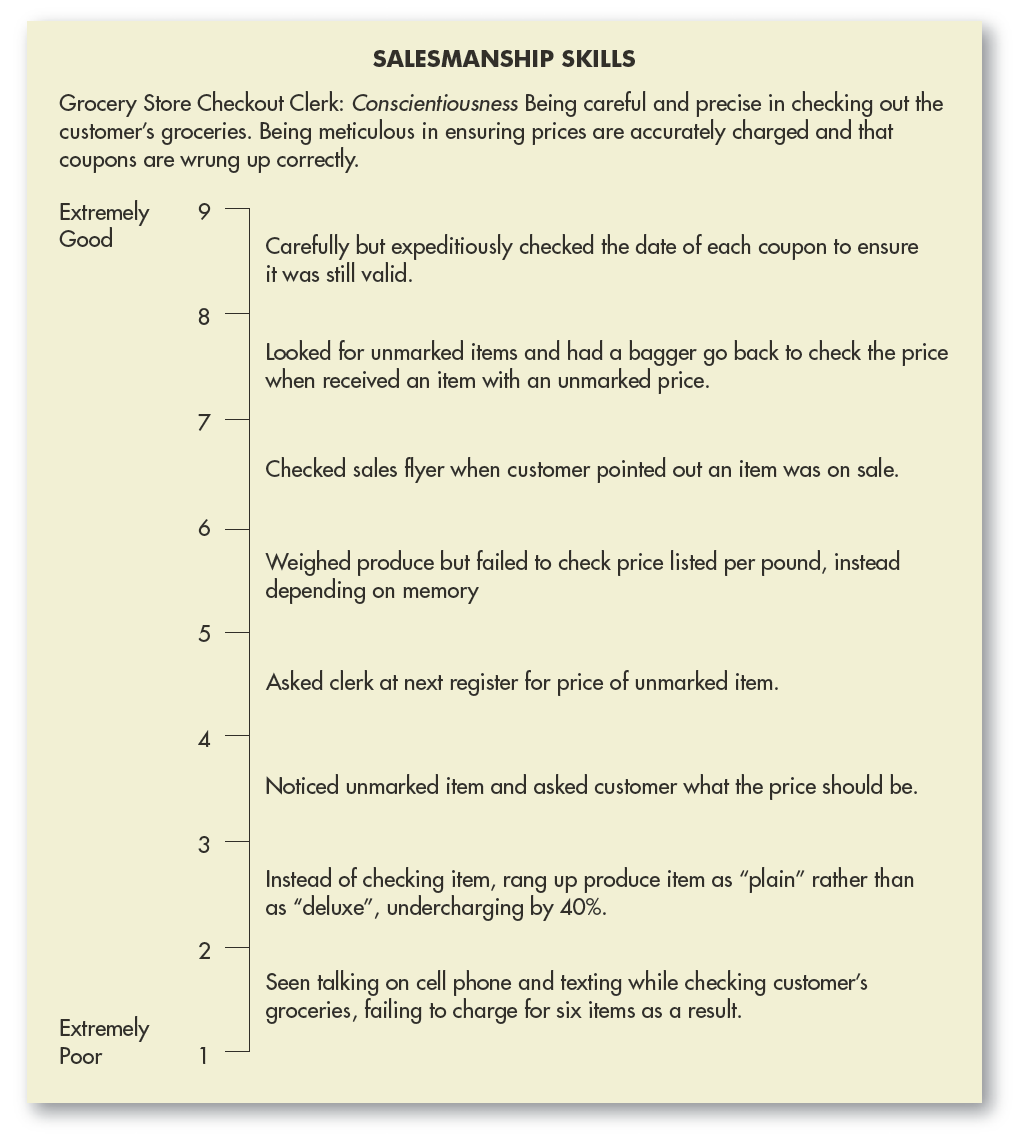 SALESMANSHIP SKILLS
Grocery Store Checkout Clerk: Conscientiousness Being careful and precise in checking out the
customer's groceries. Being meticulous in ensuring prices are accurately charged and that
coupons are wrung up correctly.
Extremely
Good
9
Carefully but expeditiously checked the date of each coupon to ensure
it was still valid.
8
Looked for unmarked items and had a bagger go back to check the price
when received an item with an unmarked price.
7
Checked sales flyer when customer pointed out an item was on sale.
6
Weighed produce but failed to check price listed per pound, instead
depending on memory
5
Asked clerk at next register for price of unmarked item.
4
Noticed unmarked item and asked customer what the price should be.
3
Instead of checking item, rang up produce item as “plain” rather than
as “deluxe”, undercharging by 40%.
2
Seen talking on cell phone and texting while checking customer's
groceries, failing to charge for six items as a result.
Extremely
Poor
1